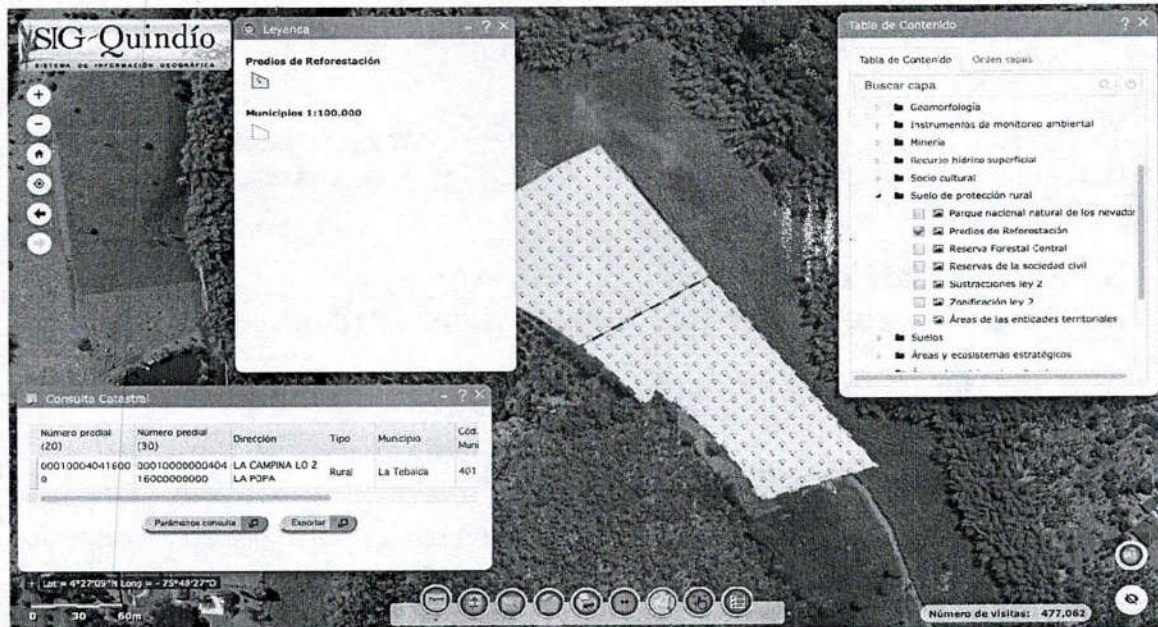 SIG-Quindío
SISTEMA DE INFORMACIÓN GEOGRÁFICA
Leyenda
Predios de Reforestación
Municipios 1:100.000
Tabla de Contenido
Tabla de Contenido
Orden capas
Buscar capa
Geomorfología
Instrumentos de monitoreo ambiental
Minería
Recurso hídrico superficial
Socio cultural
Suelo de protección rural
Parque nacional natural de los nevados
Predios de Reforestación
Reserva Forestal Central
Reservas de la sociedad civil
Sustracciones ley 2
Zonificación ley 2
Áreas de las entidades territoriales
Suelos
Áreas y ecosistemas estratégicos
Consulta Catastral
Número predial (20)
Número predial (30)
Dirección
Tipo
Municipio
Cód. Muni
00010004041600
0
00010000000404
16000000000
LA CAMPINA LO 2
LA POPA
Rural
La Tebaida
401
Parámetros consulta
Exportar
Lat = 4°27'09"N Long = - 75°48'27"O
0 30 60m
Número de visitas: 477,062